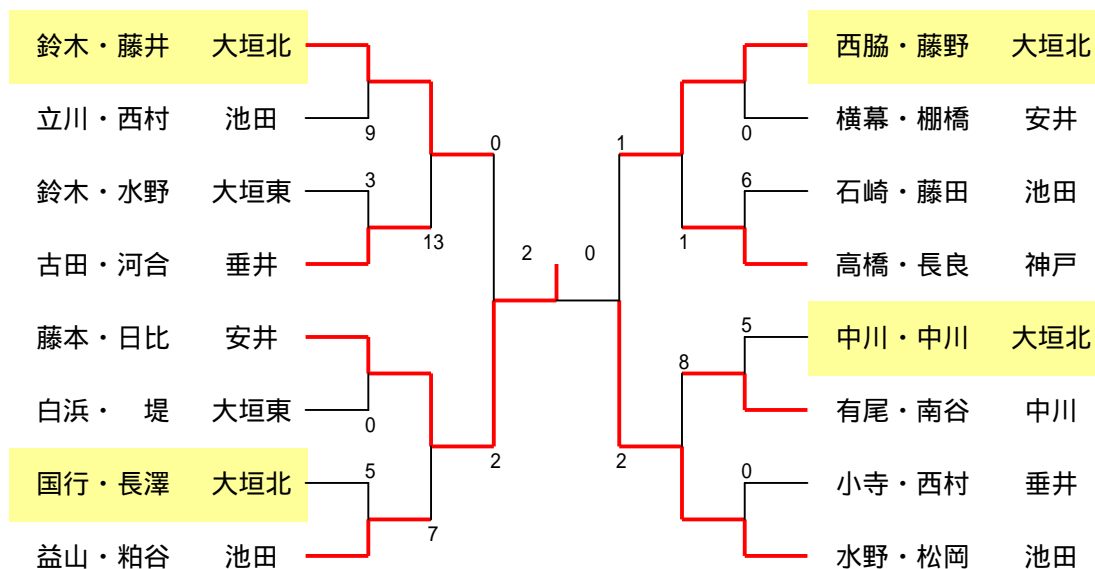 鈴木・藤井 大垣北
立川・西村 池田
9
鈴木・水野 大垣東
3
古田・河合 垂井
13
0
藤本・日比 安井
白浜・　堤 大垣東
0
国行・長澤 大垣北
5
益山・粕谷 池田
7
2
2 0
西脇・藤野 大垣北
横幕・棚橋 安井
0
1
石崎・藤田 池田
6
高橋・長良 神戸
1
中川・中川 大垣北
5
有尾・南谷 中川
8
小寺・西村 垂井
0
水野・松岡 池田
2